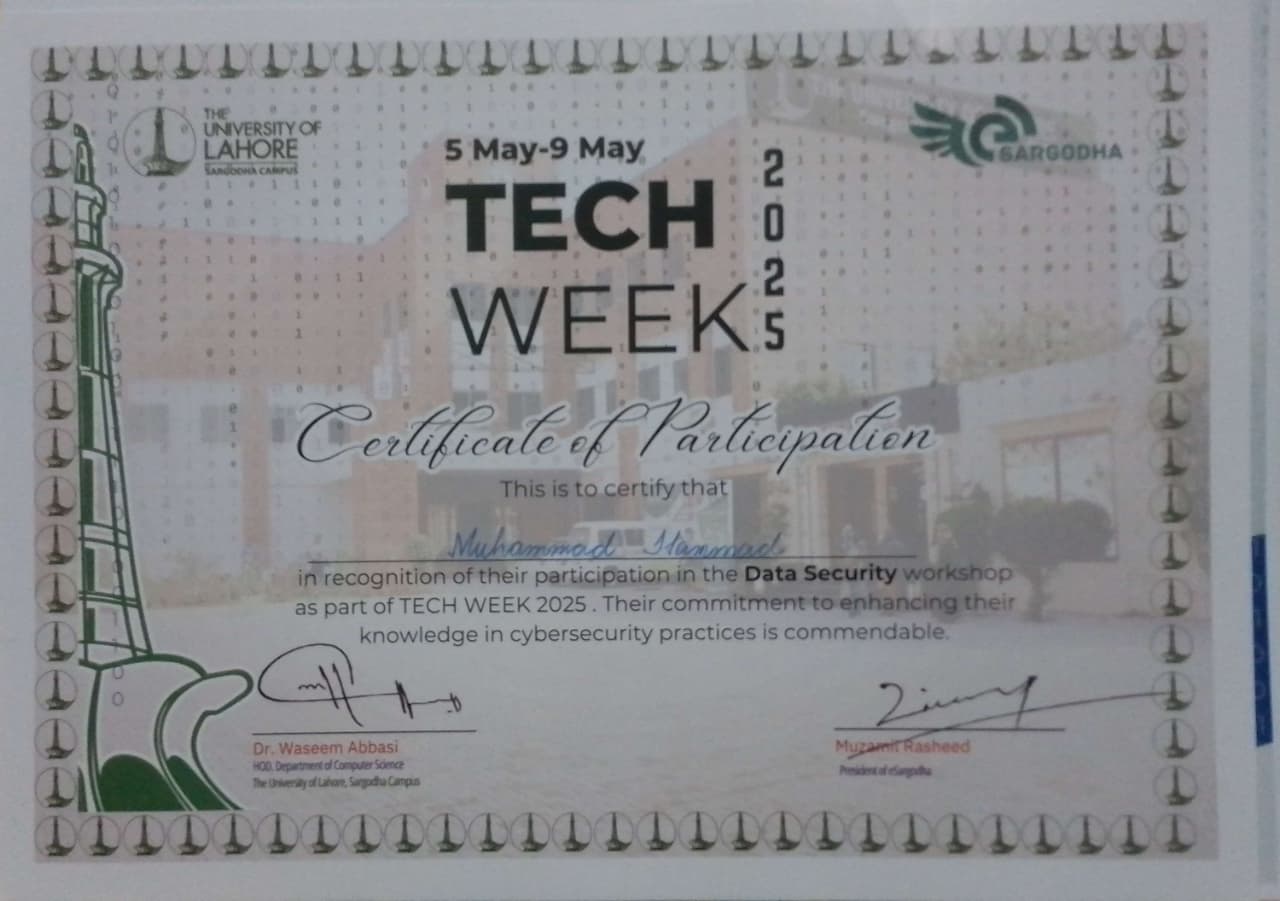 THE
UNIVERSITY OF
LAHORE
SARGODHA CAMPUS
eSARGODHA
5 May-9 May
TECH
WEEK
2025
Certificate of Participation
This is to certify that
Muhammad Hammad
in recognition of their participation in the Data Security workshop
as part of TECH WEEK 2025 . Their commitment to enhancing their
knowledge in cybersecurity practices is commendable.
Dr. Waseem Abbasi
HOD, Department of Computer Science
The University of Lahore, Sargodha Campus
Muzamil Rasheed
President of eSargodha